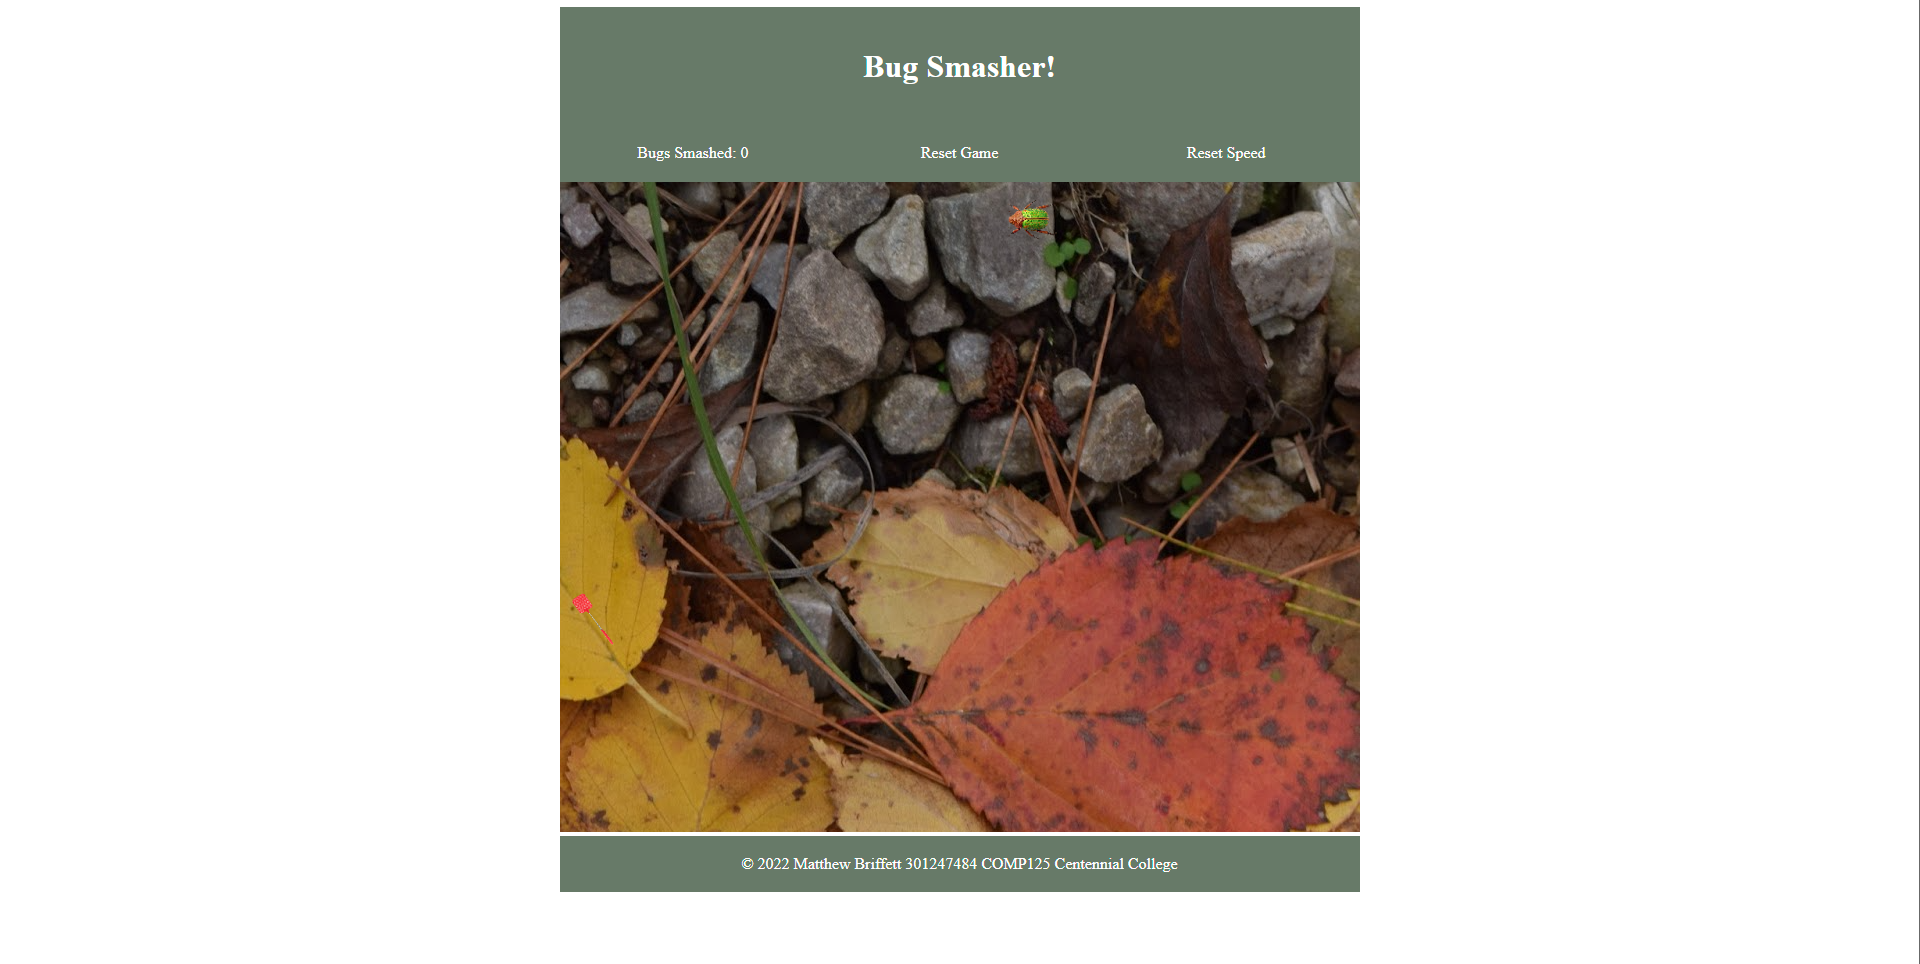 Bug Smasher!
Bugs Smashed: 0 Reset Game Reset Speed
© 2022 Matthew Briffett 301247484 COMP125 Centennial College